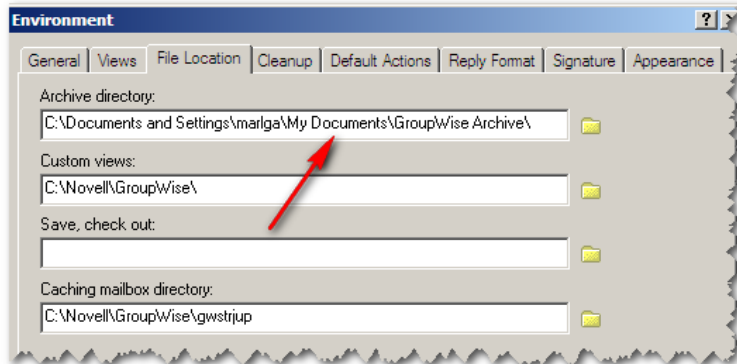 Environment
General Views File Location Cleanup Default Actions Reply Format Signature Appearance
Archive directory:
C:\Documents and Settings\marlga\My Documents\GroupWise Archive\
Custom views:
C:\Novell\GroupWise\
Save, check out:
Caching mailbox directory:
C:\Novell\GroupWise\gwstrjup